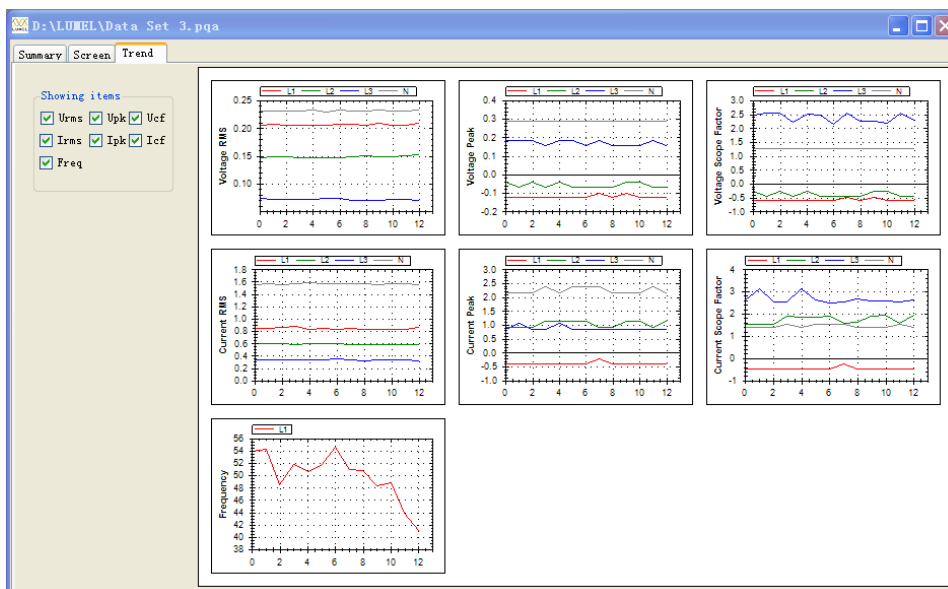 LUMEL D:\LUMEL\Data Set 3.pqa
Summary Screen Trend
Showing items
Urms Upk Ucf
Irms Ipk Icf
Freq
L1 L2 L3 N
Voltage RMS
0.25
0.20
0.15
0.10
0 2 4 6 8 10 12
L1 L2 L3 N
Voltage Peak
0.4
0.3
0.2
0.1
0.0
-0.1
-0.2
0 2 4 6 8 10 12
L1 L2 L3 N
Voltage Scope Factor
3.0
2.5
2.0
1.5
1.0
0.5
0.0
-0.5
-1.0
0 2 4 6 8 10 12
L1 L2 L3 N
Current RMS
1.8
1.6
1.4
1.2
1.0
0.8
0.6
0.4
0.2
0.0
0 2 4 6 8 10 12
L1 L2 L3 N
Current Peak
3.0
2.5
2.0
1.5
1.0
0.5
0.0
-0.5
-1.0
0 2 4 6 8 10 12
L1 L2 L3 N
Current Scope Factor
4
3
2
1
0
-1
0 2 4 6 8 10 12
L1
Frequency
56
54
52
50
48
46
44
42
40
38
0 2 4 6 8 10 12